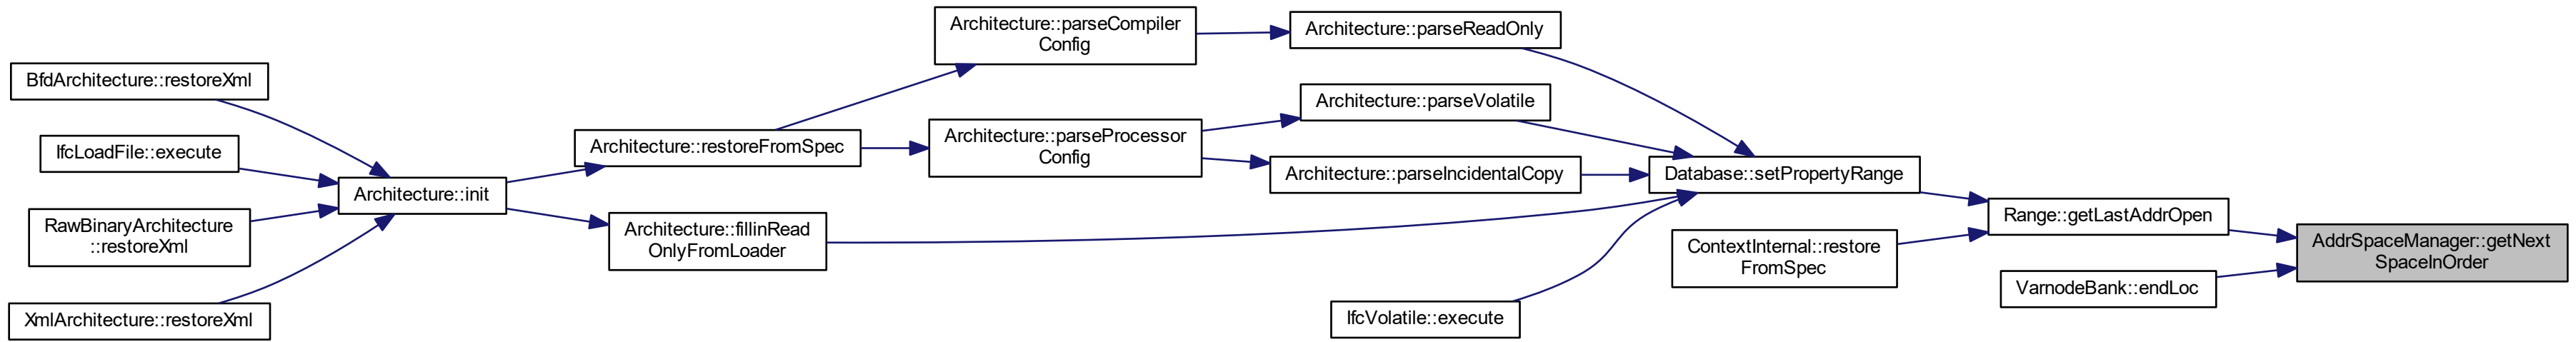 BfdArchitecture::restoreXml
IfcLoadFile::execute
RawBinaryArchitecture
::restoreXml
XmlArchitecture::restoreXml
Architecture::init
Architecture::restoreFromSpec
Architecture::fillinRead
OnlyFromLoader
Architecture::parseCompiler
Config
Architecture::parseProcessor
Config
Architecture::parseReadOnly
Architecture::parseVolatile
Architecture::parseIncidentalCopy
IfcVolatile::execute
Database::setPropertyRange
ContextInternal::restore
FromSpec
Range::getLastAddrOpen
VarnodeBank::endLoc
AddrSpaceManager::getNext
SpaceInOrder